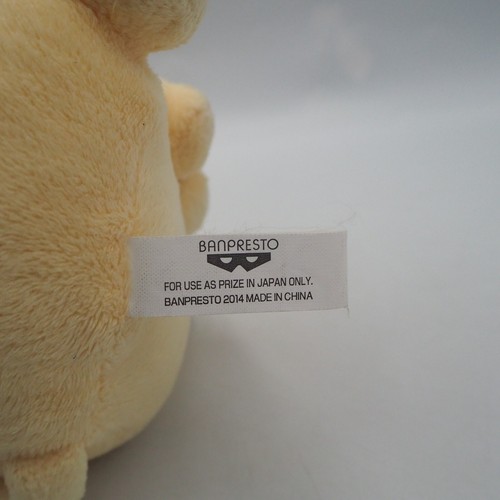 BANPRESTO
FOR USE AS PRIZE IN JAPAN ONLY.
BANPRESTO 2014 MADE IN CHINA